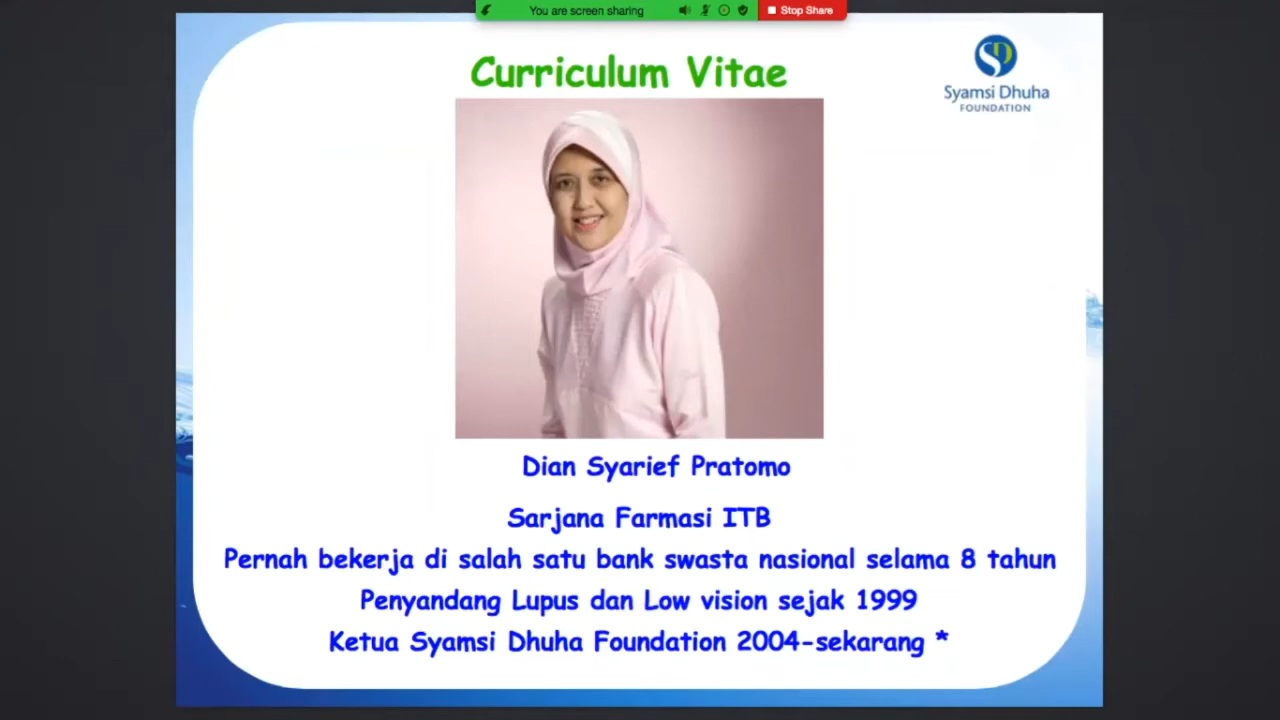 You are screen sharing
Stop Share
Curriculum Vitae
SD
Syamsi Dhuha
FOUNDATION
Dian Syarief Pratomo
Sarjana Farmasi ITB
Pernah bekerja di salah satu bank swasta nasional selama 8 tahun
Penyandang Lupus dan Low vision sejak 1999
Ketua Syamsi Dhuha Foundation 2004-sekarang *